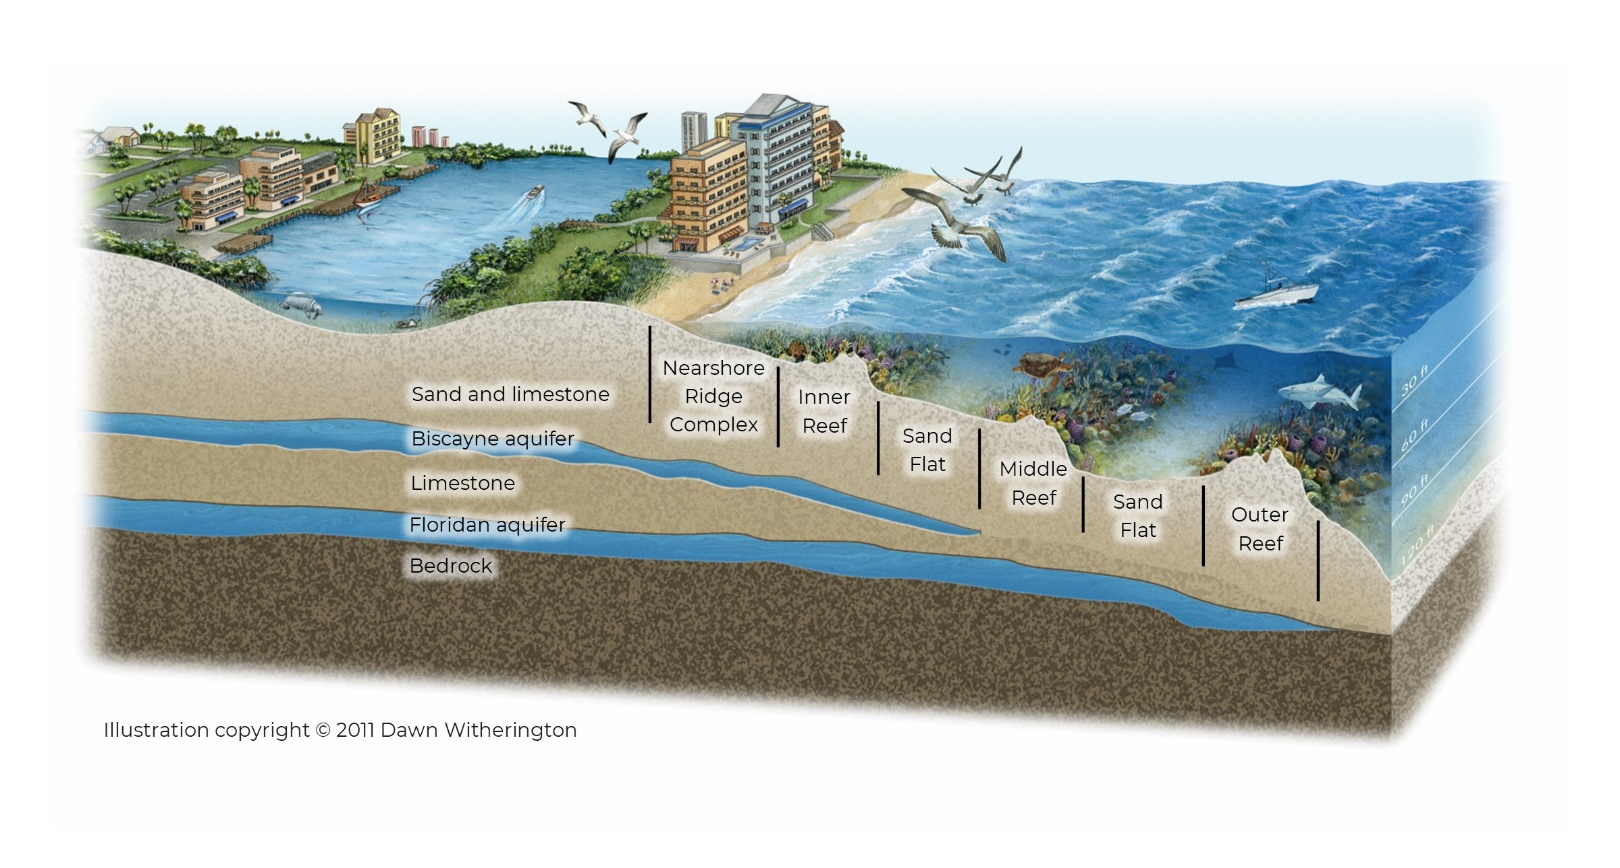 Nearshore
Ridge
Complex
Inner
Reef
Sand
Flat
Middle
Reef
Sand
Flat
Outer
Reef
Sand and limestone
Biscayne aquifer
Limestone
Floridan aquifer
Bedrock
30 ft
60 ft
90 ft
120 ft
Illustration copyright © 2011 Dawn Witherington